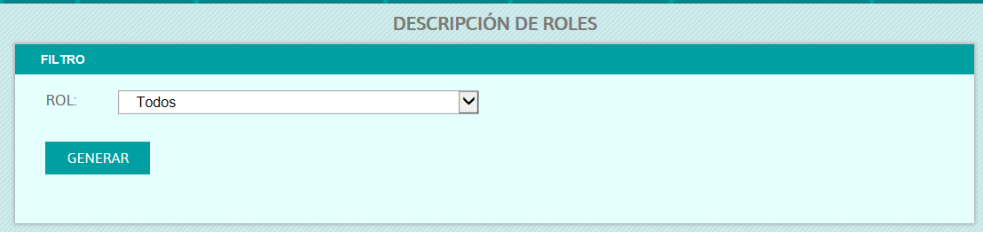 DESCRIPCIÓN DE ROLES
FILTRO
ROL: Todos
GENERAR